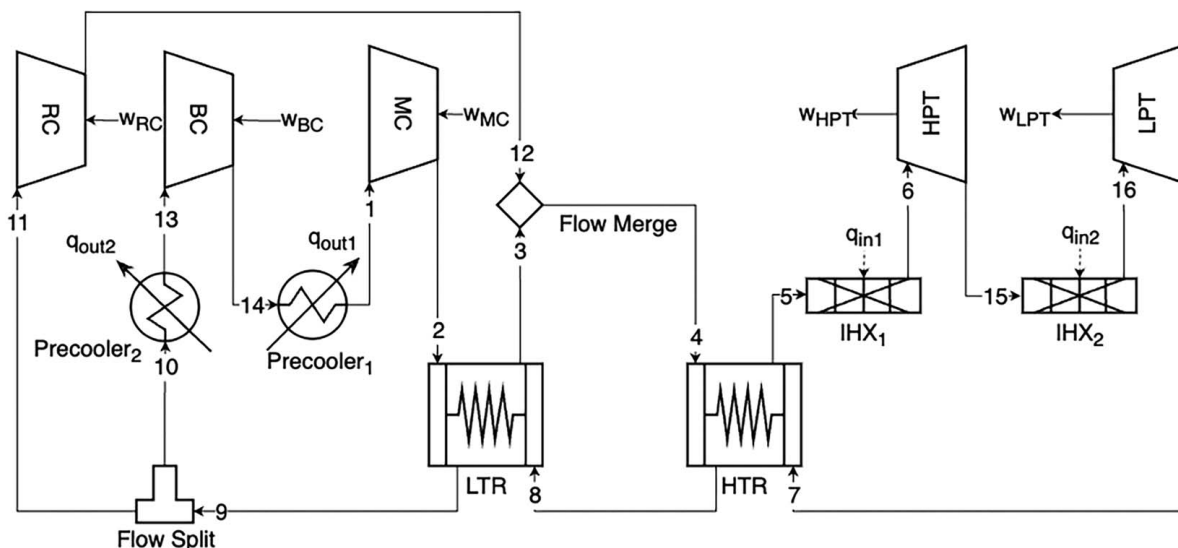 RC
w_RC
BC
w_BC
MC
w_MC
w_HPT
HPT
w_LPT
LPT
12
11
13
1
6
16
3
Flow Merge
q_out2
q_out1
q_in1
q_in2
14
5
15
IHX_1
IHX_2
Precooler_2
Precooler_1
10
2
4
LTR
HTR
8
7
9
Flow Split